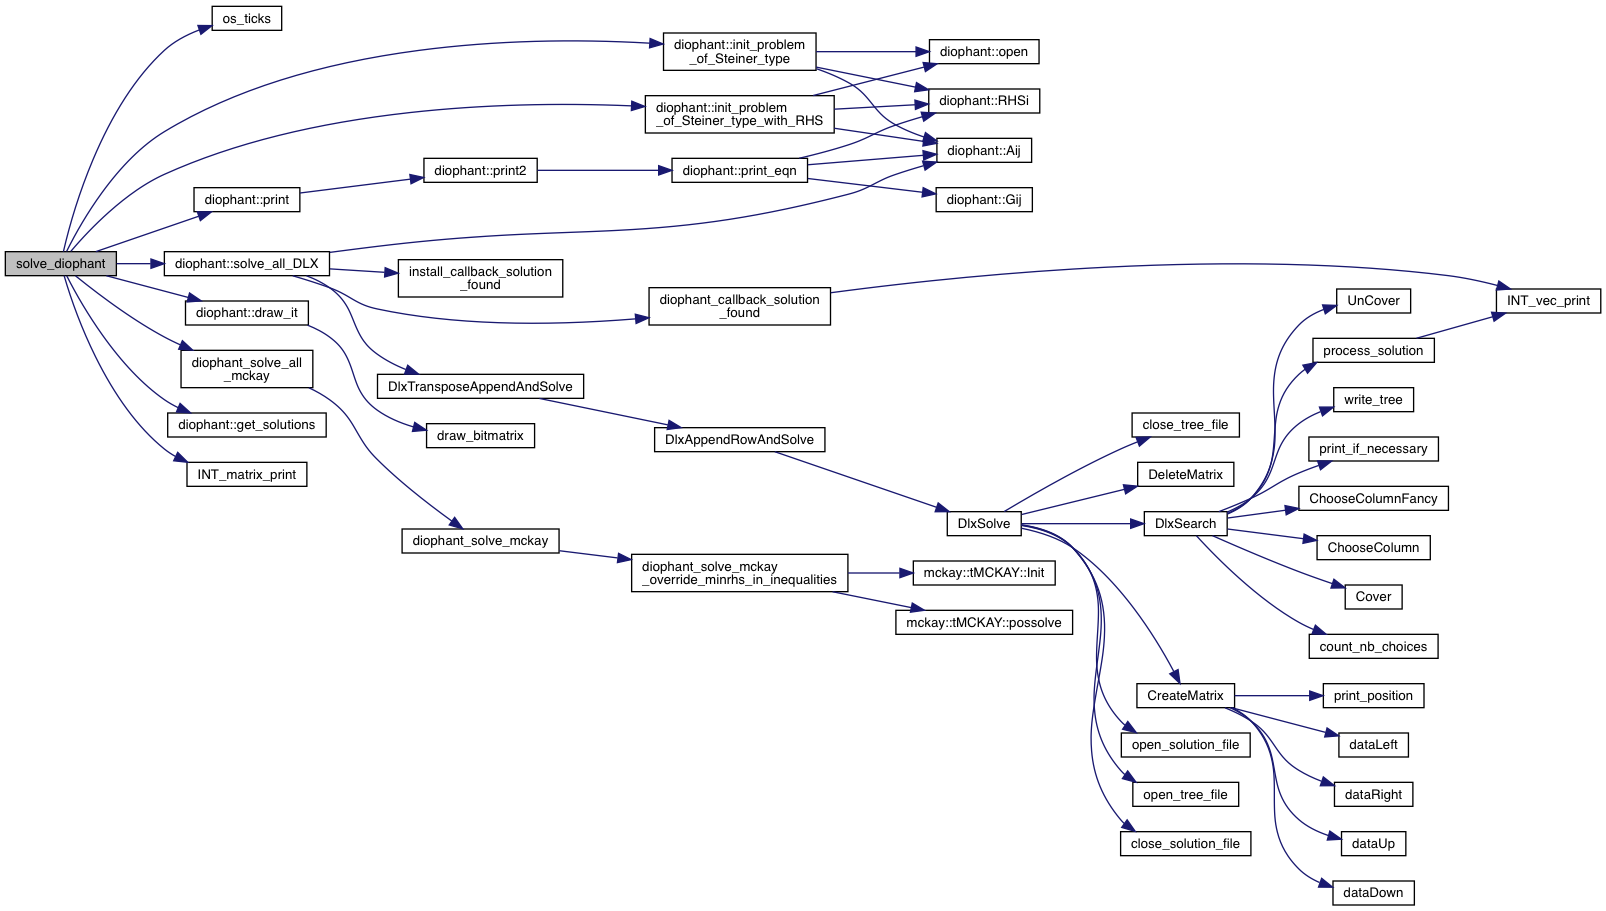 os_ticks
diophant::init_problem
_of_Steiner_type
diophant::open
diophant::RHSi
diophant::init_problem
_of_Steiner_type_with_RHS
diophant::Aij
diophant::print2
diophant::print_eqn
diophant::print
diophant::Gij
solve_diophant
diophant::solve_all_DLX
install_callback_solution
_found
diophant_callback_solution
_found
UnCover
INT_vec_print
diophant::draw_it
process_solution
diophant_solve_all
_mckay
DlxTransposeAppendAndSolve
write_tree
diophant::get_solutions
draw_bitmatrix
DlxAppendRowAndSolve
close_tree_file
print_if_necessary
INT_matrix_print
DeleteMatrix
ChooseColumnFancy
DlxSolve
DlxSearch
diophant_solve_mckay
ChooseColumn
diophant_solve_mckay
_override_minrhs_in_inequalities
mckay::tMCKAY::Init
Cover
mckay::tMCKAY::possolve
count_nb_choices
CreateMatrix
print_position
open_solution_file
dataLeft
open_tree_file
dataRight
close_solution_file
dataUp
dataDown